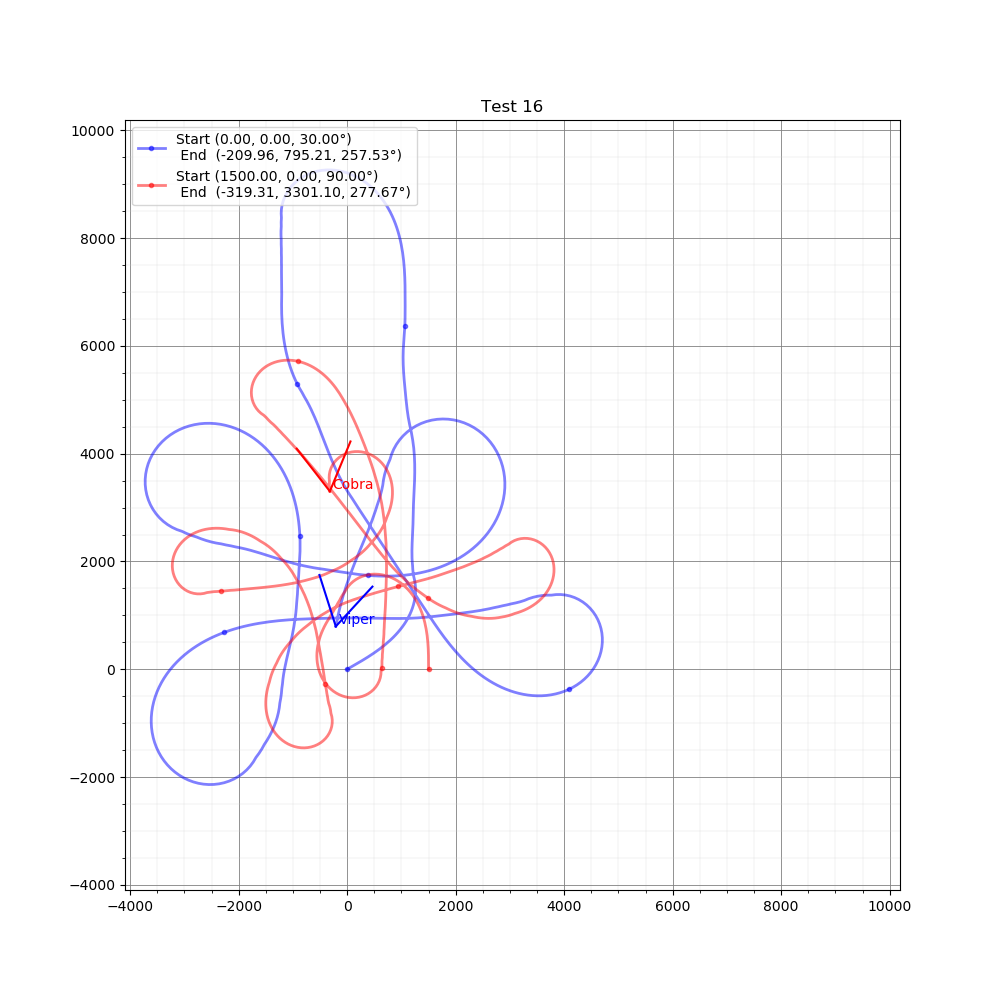 Test 16
Start (0.00, 0.00, 30.00°)
End (-209.96, 795.21, 257.53°)
Start (1500.00, 0.00, 90.00°)
End (-319.31, 3301.10, 277.67°)
10000
8000
6000
4000
2000
0
−2000
−4000
Cobra
Viper
−4000 −2000 0 2000 4000 6000 8000 10000